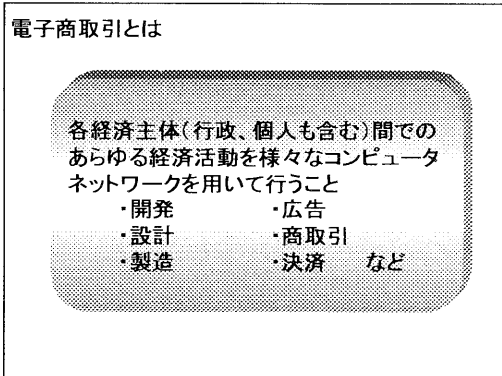 電子商取引とは
各経済主体(行政、個人も含む)間での
あらゆる経済活動を様々なコンピュータ
ネットワークを用いて行うこと
・開発 ・広告
・設計 ・商取引
・製造 ・決済 など